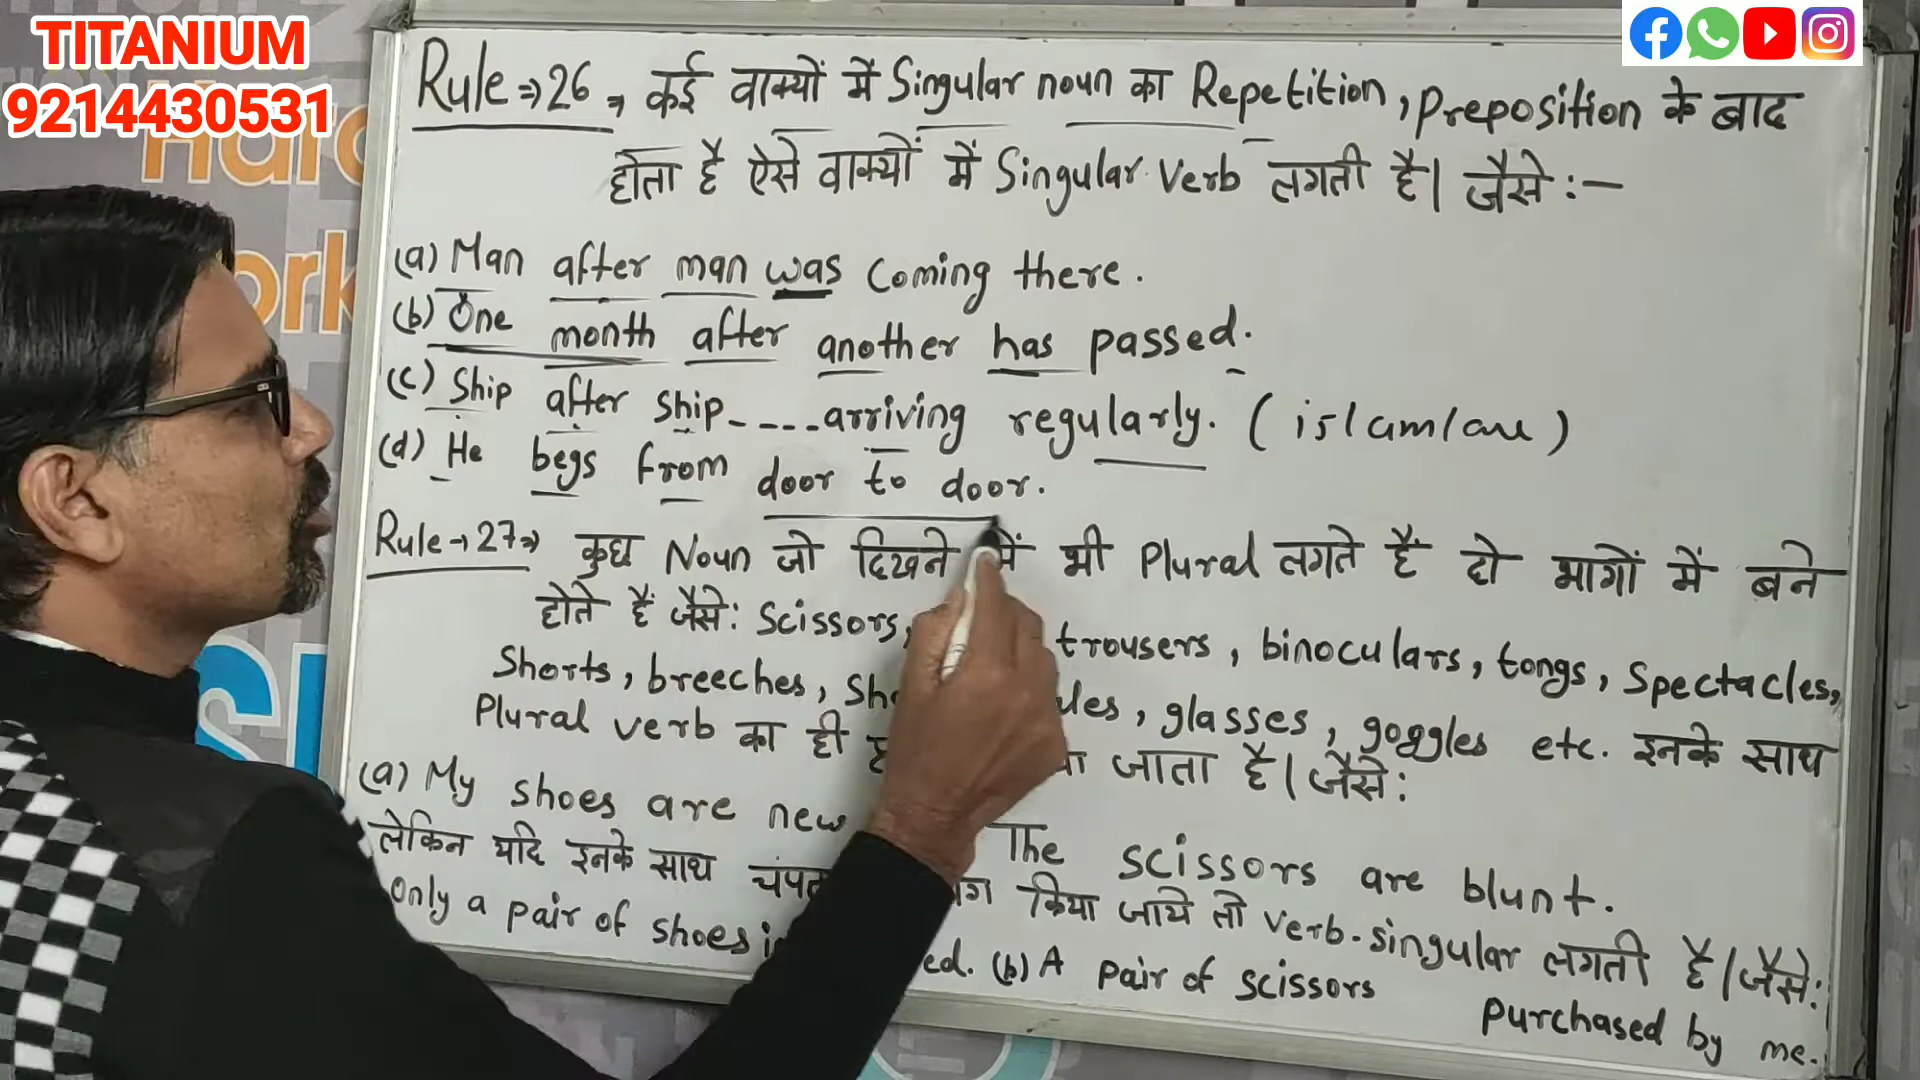 TITANIUM
9214430531
Rule⇒26⇒ कई वाक्यों में Singular noun का Repetition, Preposition के बाद
होता है ऐसे वाक्यों में Singular Verb लगती है। जैसे:-
(a) Man after man was coming there.
(b) One month after another has passed.
(c) Ship after ship----arriving regularly. (is/am/are)
(d) He begs from door to door.
Rule→27⇒ कुछ Noun जो दिखने में भी Plural लगते हैं दो भागों में बने
होते हैं जैसे: Scissors, trousers, binoculars, tongs, Spectacles,
Shorts, breeches, glasses, goggles etc. इनके साथ
Plural verb का ही जाता है। जैसे:
(a) My shoes are new The scissors are blunt.
लेकिन यदि इनके साथ किया जाये तो verb-singular लगती है। जैसे:
Only a pair of shoes (b) A pair of scissors
Purchased by me.